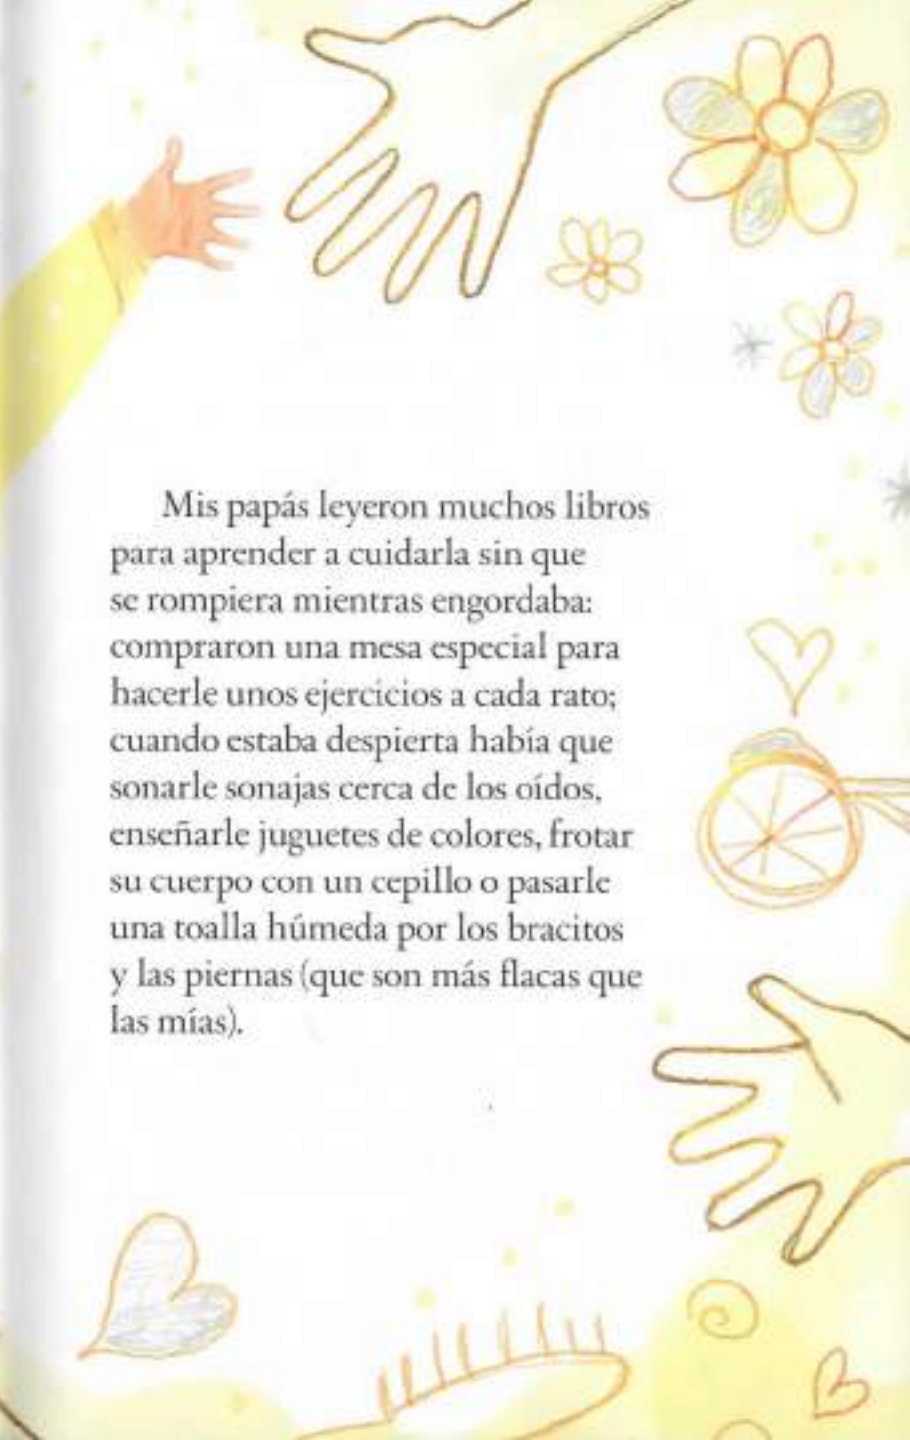 Mis papás leyeron muchos libros
para aprender a cuidarla sin que
se rompiera mientras engordaba:
compraron una mesa especial para
hacerle unos ejercicios a cada rato;
cuando estaba despierta había que
sonarle sonajas cerca de los oídos,
enseñarle juguetes de colores, frotar
su cuerpo con un cepillo o pasarle
una toalla húmeda por los bracitos
y las piernas (que son más flacas que
las mías).